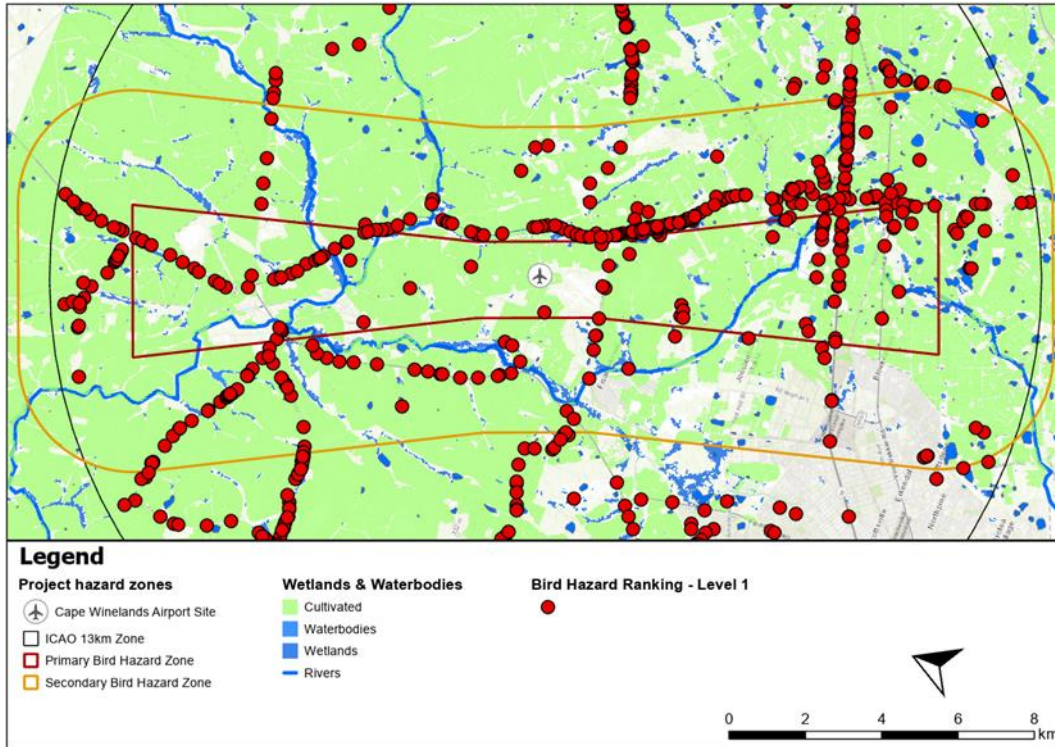 Legend
Project hazard zones
Cape Winelands Airport Site
ICAO 13km Zone
Primary Bird Hazard Zone
Secondary Bird Hazard Zone
Wetlands & Waterbodies
Cultivated
Waterbodies
Wetlands
Rivers
Bird Hazard Ranking - Level 1
0 2 4 6 8
km